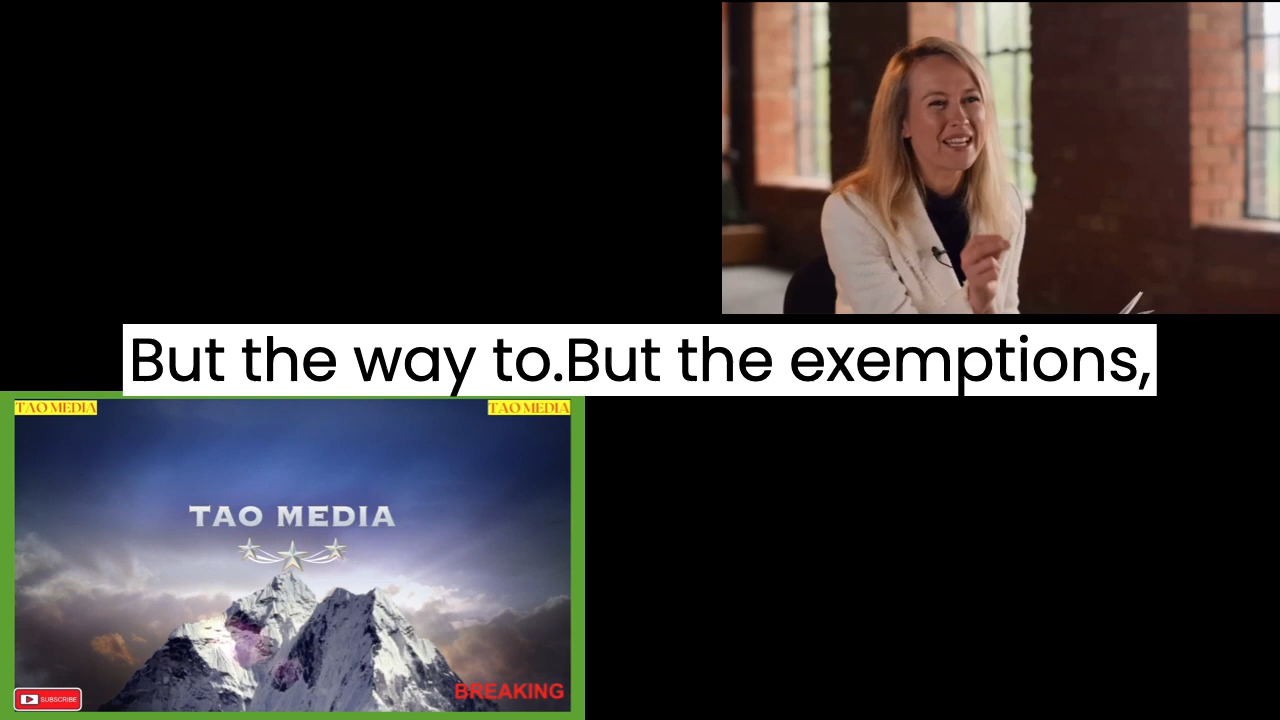 But the way to.But the exemptions,
TAO MEDIA
TAO MEDIA
TAO MEDIA
SUBSCRIBE
BREAKING